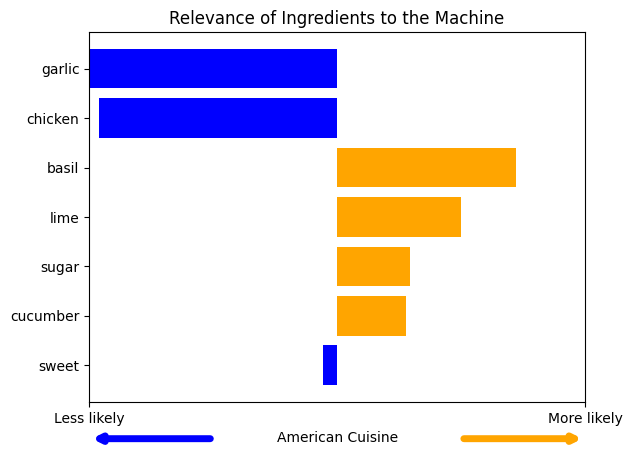 Relevance of Ingredients to the Machine
garlic
chicken
basil
lime
sugar
cucumber
sweet
Less likely
More likely
American Cuisine